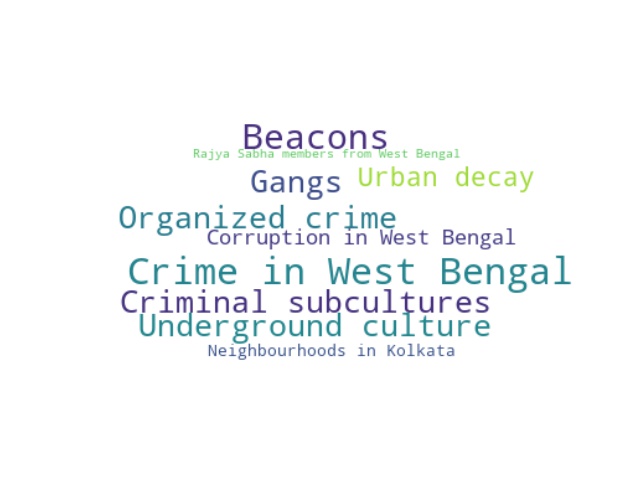 Beacons
Rajya Sabha members from West Bengal
Gangs
Urban decay
Organized crime
Corruption in West Bengal
Crime in West Bengal
Criminal subcultures
Underground culture
Neighbourhoods in Kolkata